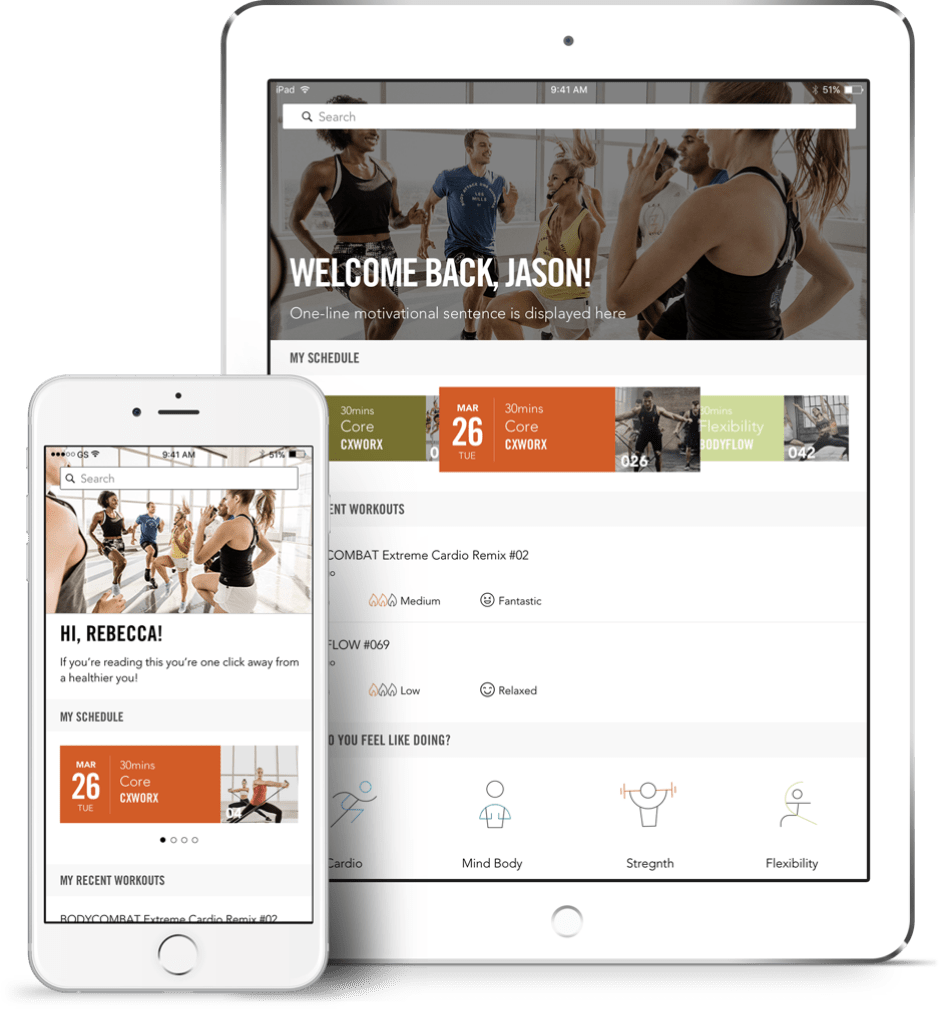 iPad
9:41 AM
51%
Search
LES MILLS
WELCOME BACK, JASON!
One-line motivational sentence is displayed here
MY SCHEDULE
30mins
Core
CXWORX
0
MAR
26
TUE
30mins
Core
CXWORX
026
30mins
Flexibility
BODYFLOW
042
ENT WORKOUTS
COMBAT Extreme Cardio Remix #02
Medium
Fantastic
FLOW #069
Low
Relaxed
O YOU FEEL LIKE DOING?
Cardio
Mind Body
Stregnth
Flexibility
GS
9:41 AM
51%
Search
HI, REBECCA!
If you're reading this you're one click away from
a healthier you!
MY SCHEDULE
MAR
26
TUE
30mins
Core
CXWORX
MY RECENT WORKOUTS
BODYCOMBAT Extreme Cardio Remix #02